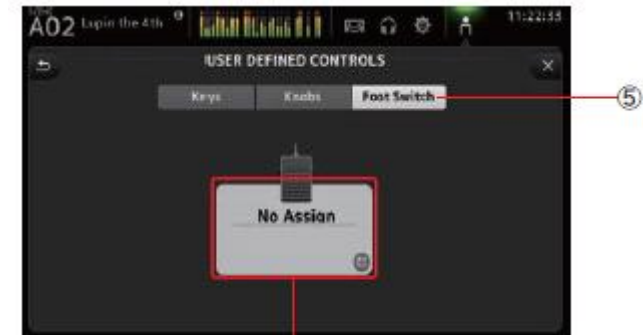 A02 Lupin the 4th 11:22:33
USER DEFINED CONTROLS
Keys Knobs Foot Switch
⑤
No Assign